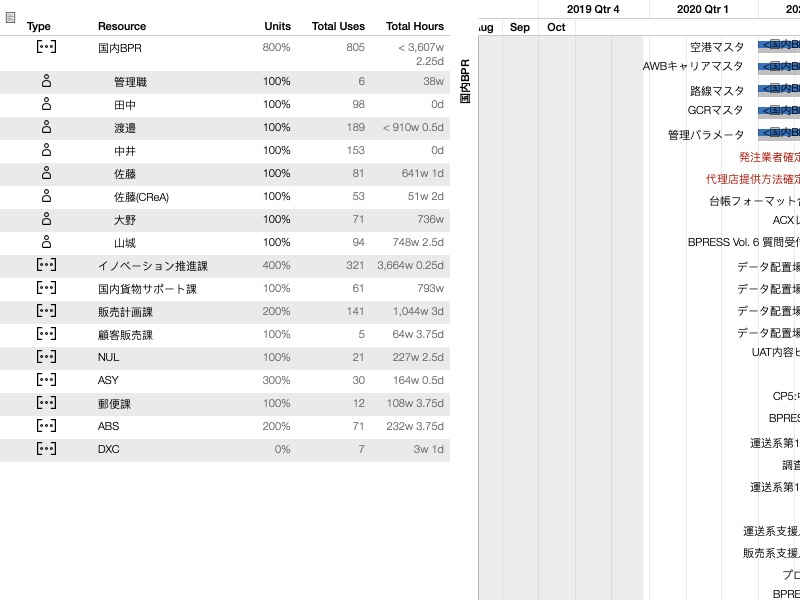 Type Resource Units Total Uses Total Hours
国内BPR 800% 805 < 3,607w
2.25d
管理職 100% 6 38w
田中 100% 98 0d
渡邉 100% 189 < 910w 0.5d
中井 100% 153 0d
佐藤 100% 81 641w 1d
佐藤(CReA) 100% 53 51w 2d
大野 100% 71 736w
山城 100% 94 748w 2.5d
イノベーション推進課 400% 321 3,664w 0.25d
国内貨物サポート課 100% 61 793w
販売計画課 200% 141 1,044w 3d
顧客販売課 100% 5 64w 3.75d
NUL 100% 21 227w 2.5d
ASY 300% 30 164w 0.5d
郵便課 100% 12 108w 3.75d
ABS 200% 71 232w 3.75d
DXC 0% 7 3w 1d
2019 Qtr 4 2020 Qtr 1 202
ug Sep Oct
国内BPR
空港マスタ <国内B
AWBキャリアマスタ <国内B
路線マスタ <国内B
GCRマスタ <国内B
管理パラメータ <国内B
発注業者確定
代理店提供方法確定
台帳フォーマット
ACX
BPRESS Vol. 6 質問受付
データ配置場
データ配置場
データ配置場
データ配置場
UAT内容
CP5:
BPRES
運送系第1
調査
運送系第1
運送系支援
販売系支援
プロ
BPRE